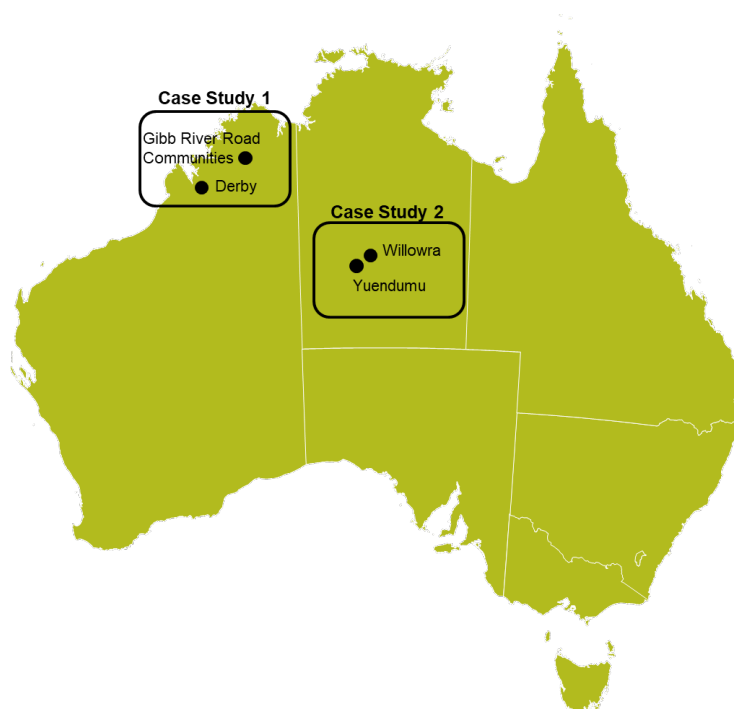 Case Study 1
Gibb River Road
Communities
Derby
Case Study 2
Willowra
Yuendumu